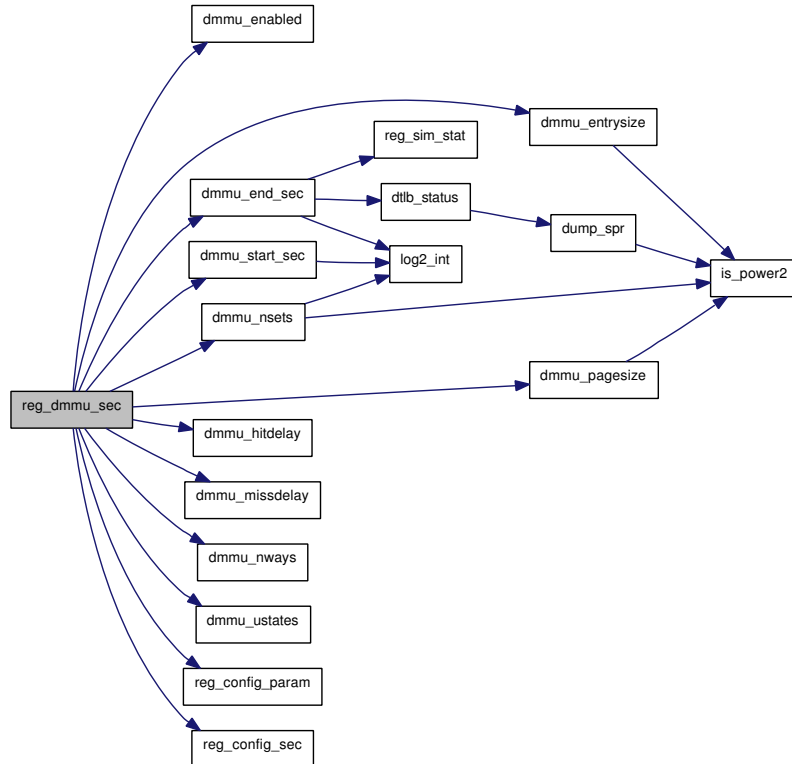 dmmu_enabled
dmmu_entrysize
reg_sim_stat
dmmu_end_sec
dtlb_status
dump_spr
dmmu_start_sec
log2_int
is_power2
dmmu_nsets
dmmu_pagesize
reg_dmmu_sec
dmmu_hitdelay
dmmu_missdelay
dmmu_nways
dmmu_ustates
reg_config_param
reg_config_sec